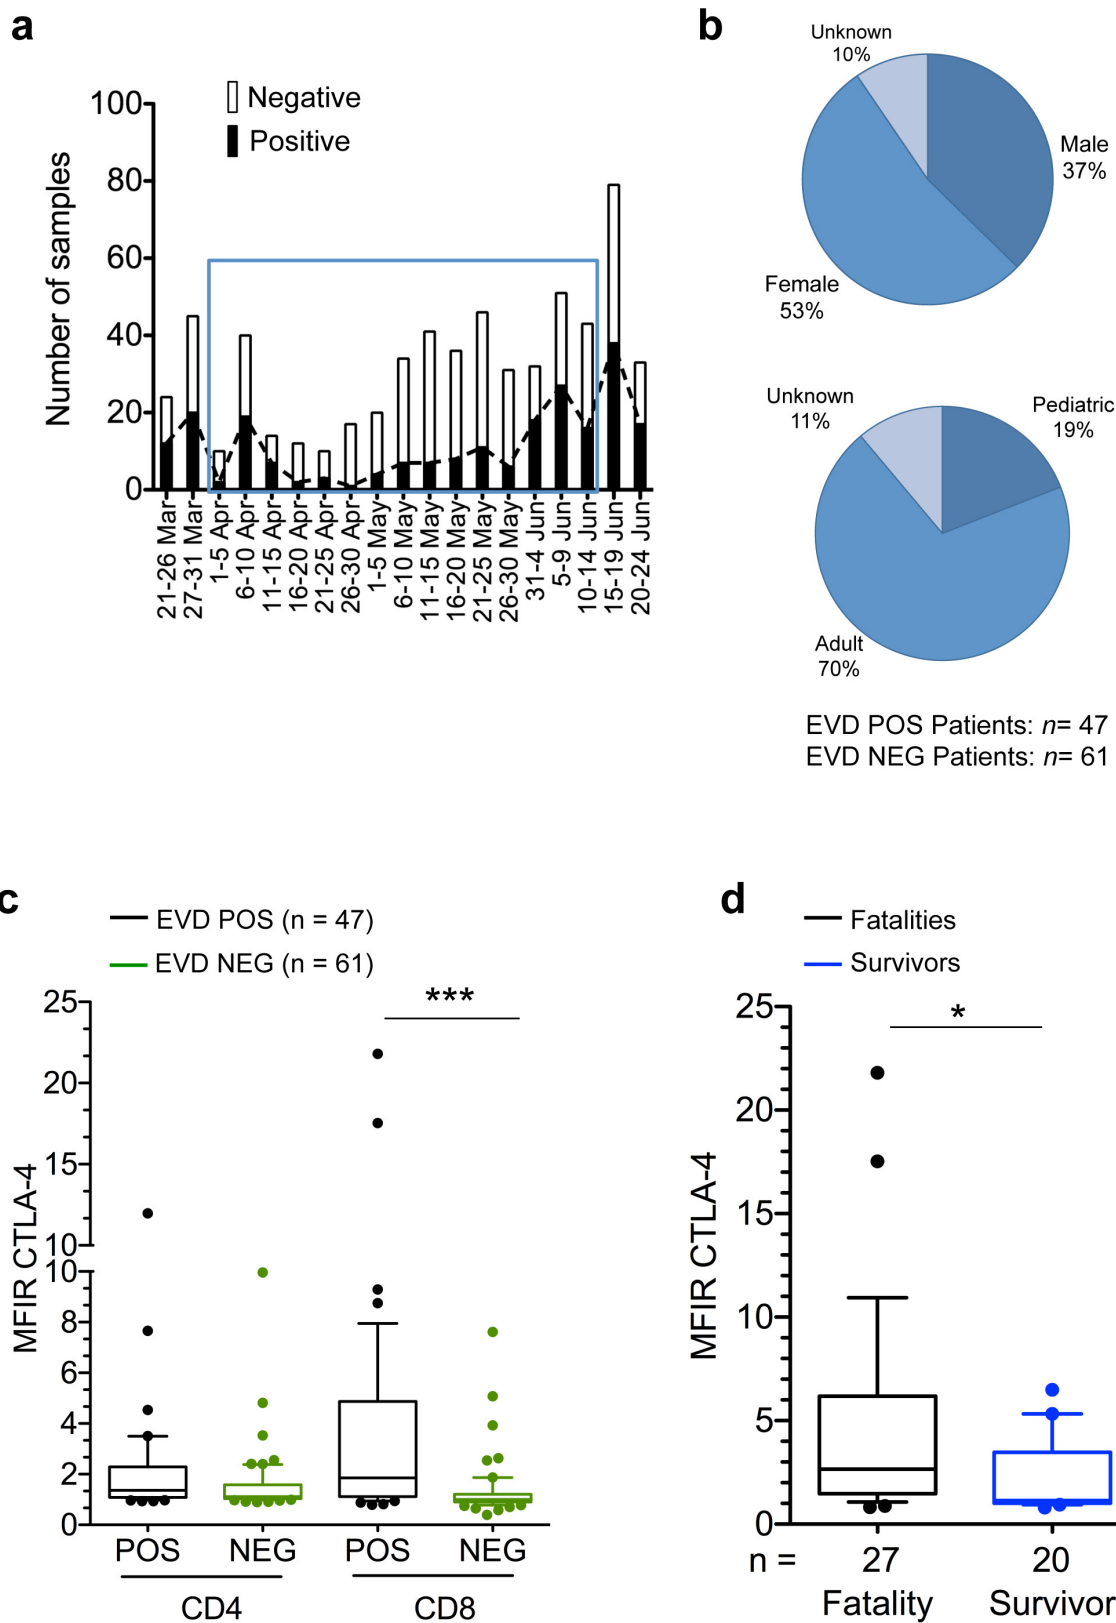 a
Negative
Positive
Number of samples
100
80
60
40
20
0
21-26 Mar
27-31 Mar
1-5 Apr
6-10 Apr
11-15 Apr
16-20 Apr
21-25 Apr
26-30 Apr
1-5 May
6-10 May
11-15 May
16-20 May
21-25 May
26-30 May
31-4 Jun
5-9 Jun
10-14 Jun
15-19 Jun
20-24 Jun
b
Unknown
10%
Male
37%
Female
53%
Unknown
11%
Pediatric
19%
Adult
70%
EVD POS Patients: n= 47
EVD NEG Patients: n= 61
c
EVD POS (n = 47)
EVD NEG (n = 61)
***
MFIR CTLA-4
25
20
15
10
10
8
6
4
2
0
POS NEG POS NEG
CD4 CD8
d
Fatalities
Survivors
*
MFIR CTLA-4
25
20
15
10
5
0
n = 27 20
Fatality Survivor